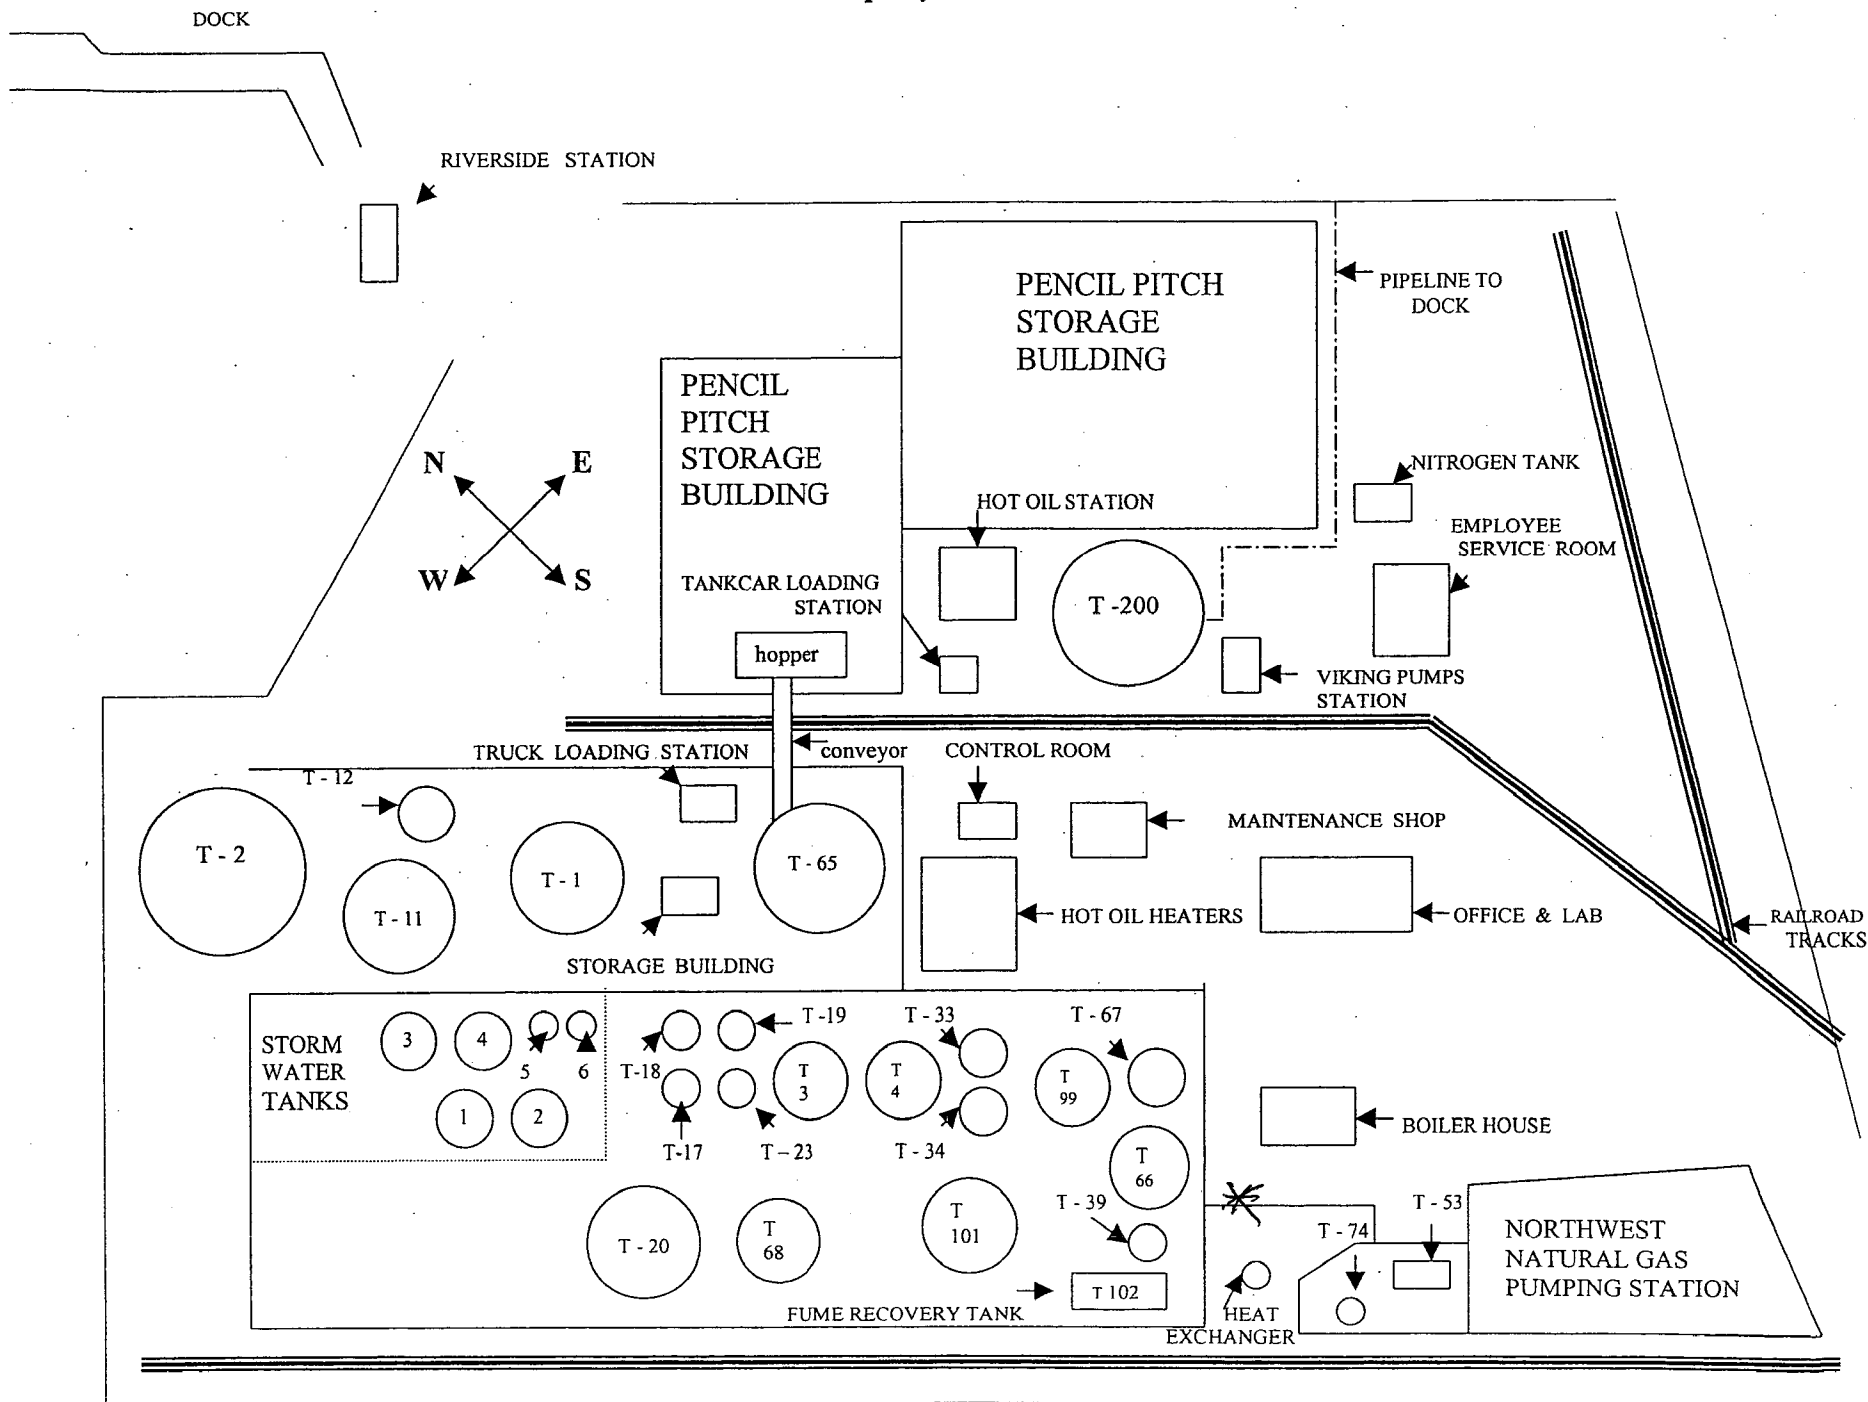 DOCK
RIVERSIDE STATION
PENCIL PITCH
STORAGE
BUILDING
PIPELINE TO
DOCK
PENCIL
PITCH
STORAGE
BUILDING
N
E
W
S
NITROGEN TANK
HOT OIL STATION
EMPLOYEE
SERVICE ROOM
TANKCAR LOADING
STATION
T -200
hopper
VIKING PUMPS
STATION
TRUCK LOADING STATION
conveyor
CONTROL ROOM
T - 12
MAINTENANCE SHOP
T - 2
T - 1
T - 65
T - 11
HOT OIL HEATERS
OFFICE & LAB
RAILROAD
TRACKS
STORAGE BUILDING
STORM
WATER
TANKS
3
4
5
6
1
2
T -19
T-18
T-17
T - 23
T
3
T
4
T - 33
T - 34
T - 67
T
99
T
66
BOILER HOUSE
T - 39
T - 20
T
68
T
101
T - 53
T - 74
NORTHWEST
NATURAL GAS
PUMPING STATION
T 102
FUME RECOVERY TANK
HEAT
EXCHANGER